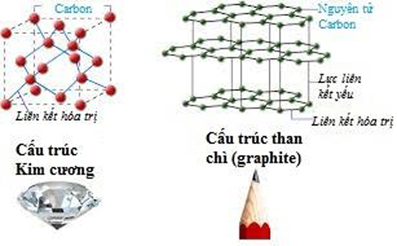 Carbon
Liên kết hóa trị
Cấu trúc
Kim cương
Nguyên tử
Carbon
Lực liên
kết yếu
Liên kết hóa trị
Cấu trúc than
chì (graphite)